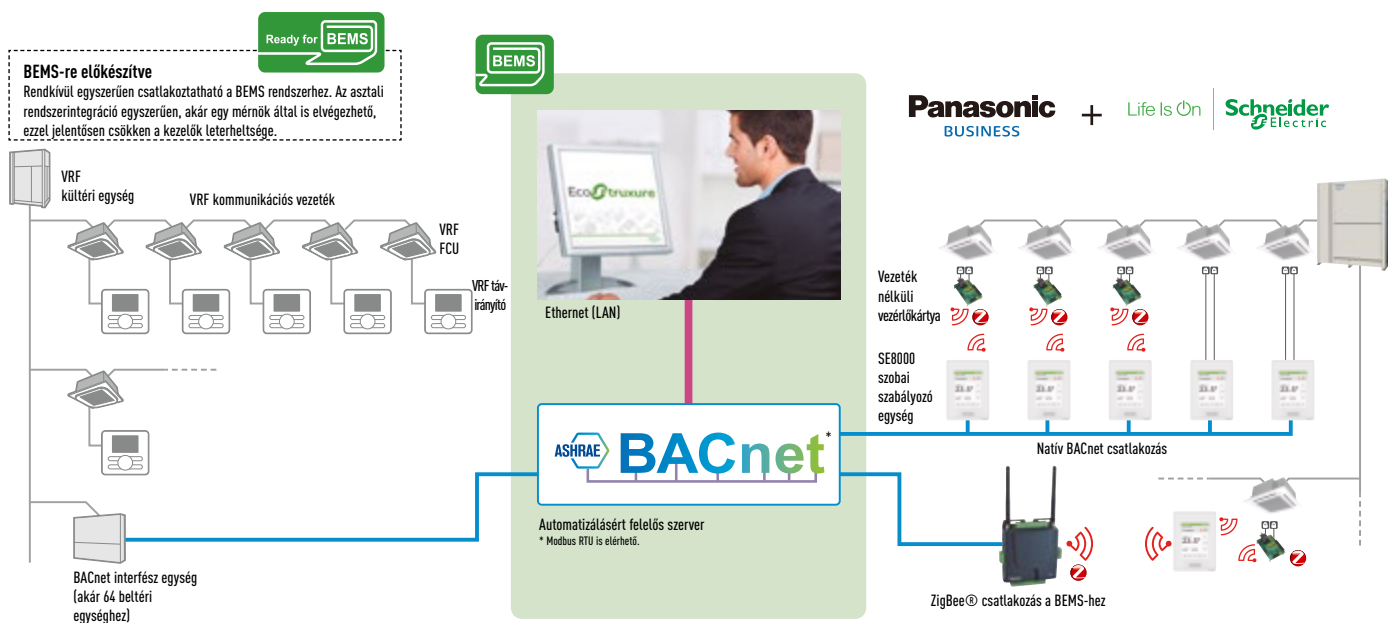 Ready for BEMS
BEMS-re előkészítve
Rendkívül egyszerűen csatlakoztatható a BEMS rendszerhez. Az asztali
rendszerintegráció egyszerűen, akár egy mérnök által is elvégezhető,
ezzel jelentősen csökken a kezelők leterheltsége.
VRF
kültéri egység
VRF kommunikációs vezeték
VRF
FCU
VRF táv-
irányító
BACnet interfész egység
(akár 64 beltéri
egységhez)
BEMS
EcoStruxure
Ethernet (LAN)
ASHRAE BACnet*
Automatizálásért felelős szerver
* Modbus RTU is elérhető.
Panasonic
BUSINESS
+
Life Is On
Schneider
Electric
Vezeték
nélküli
vezérlőkártya
SE8000
szobai
szabályozó
egység
Natív BACnet csatlakozás
ZigBee® csatlakozás a BEMS-hez